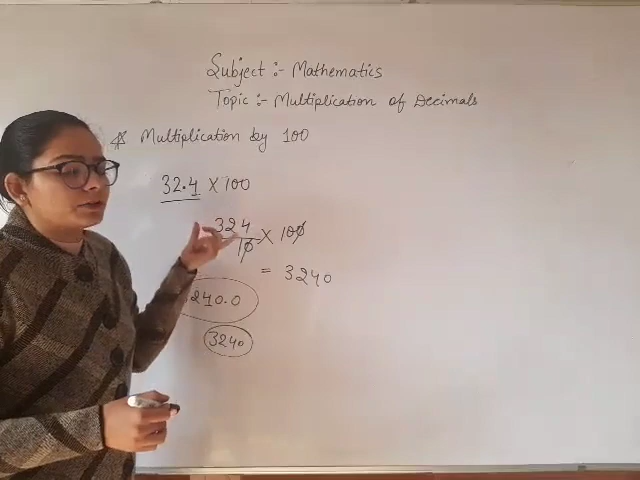 Subject :- Mathematics
Topic :- Multiplication of Decimals
☆ Multiplication by 100
32.4 × 100
324/10 × 100
= 3240
240.0
3240